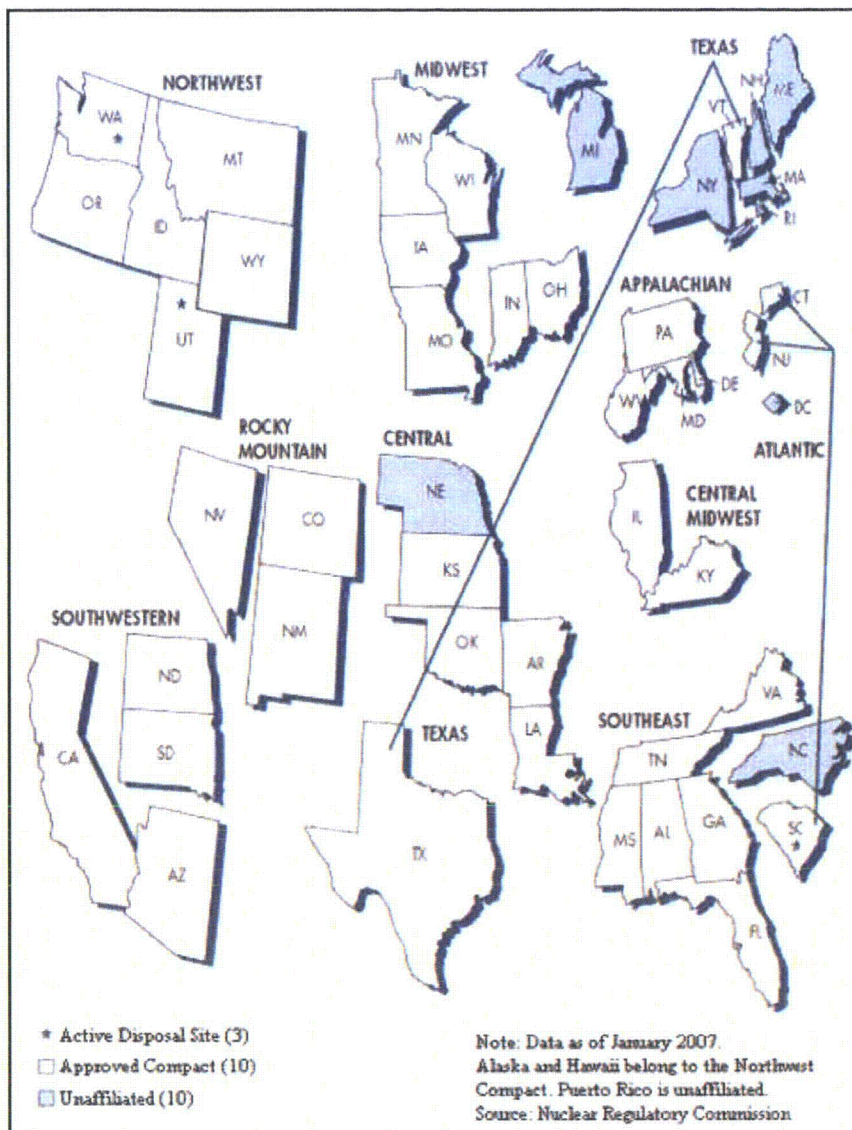 NORTHWEST
WA
MT
OR
ID
WY
UT
MIDWEST
MN
WI
IA
MO
IN
OH
MI
TEXAS
NH
ME
VT
NY
MA
RI
APPALACHIAN
PA
WV
MD
DE
CT
NJ
DC
ATLANTIC
ROCKY
MOUNTAIN
NV
CO
NM
CENTRAL
NE
KS
OK
AR
LA
CENTRAL
MIDWEST
IL
KY
SOUTHWESTERN
ND
SD
CA
AZ
TEXAS
TX
SOUTHEAST
VA
TN
NC
MS
AL
GA
SC
FL
* Active Disposal Site (3)
Approved Compact (10)
Unaffiliated (10)
Note: Data as of January 2007.
Alaska and Hawaii belong to the Northwest
Compact. Puerto Rico is unaffiliated.
Source: Nuclear Regulatory Commission